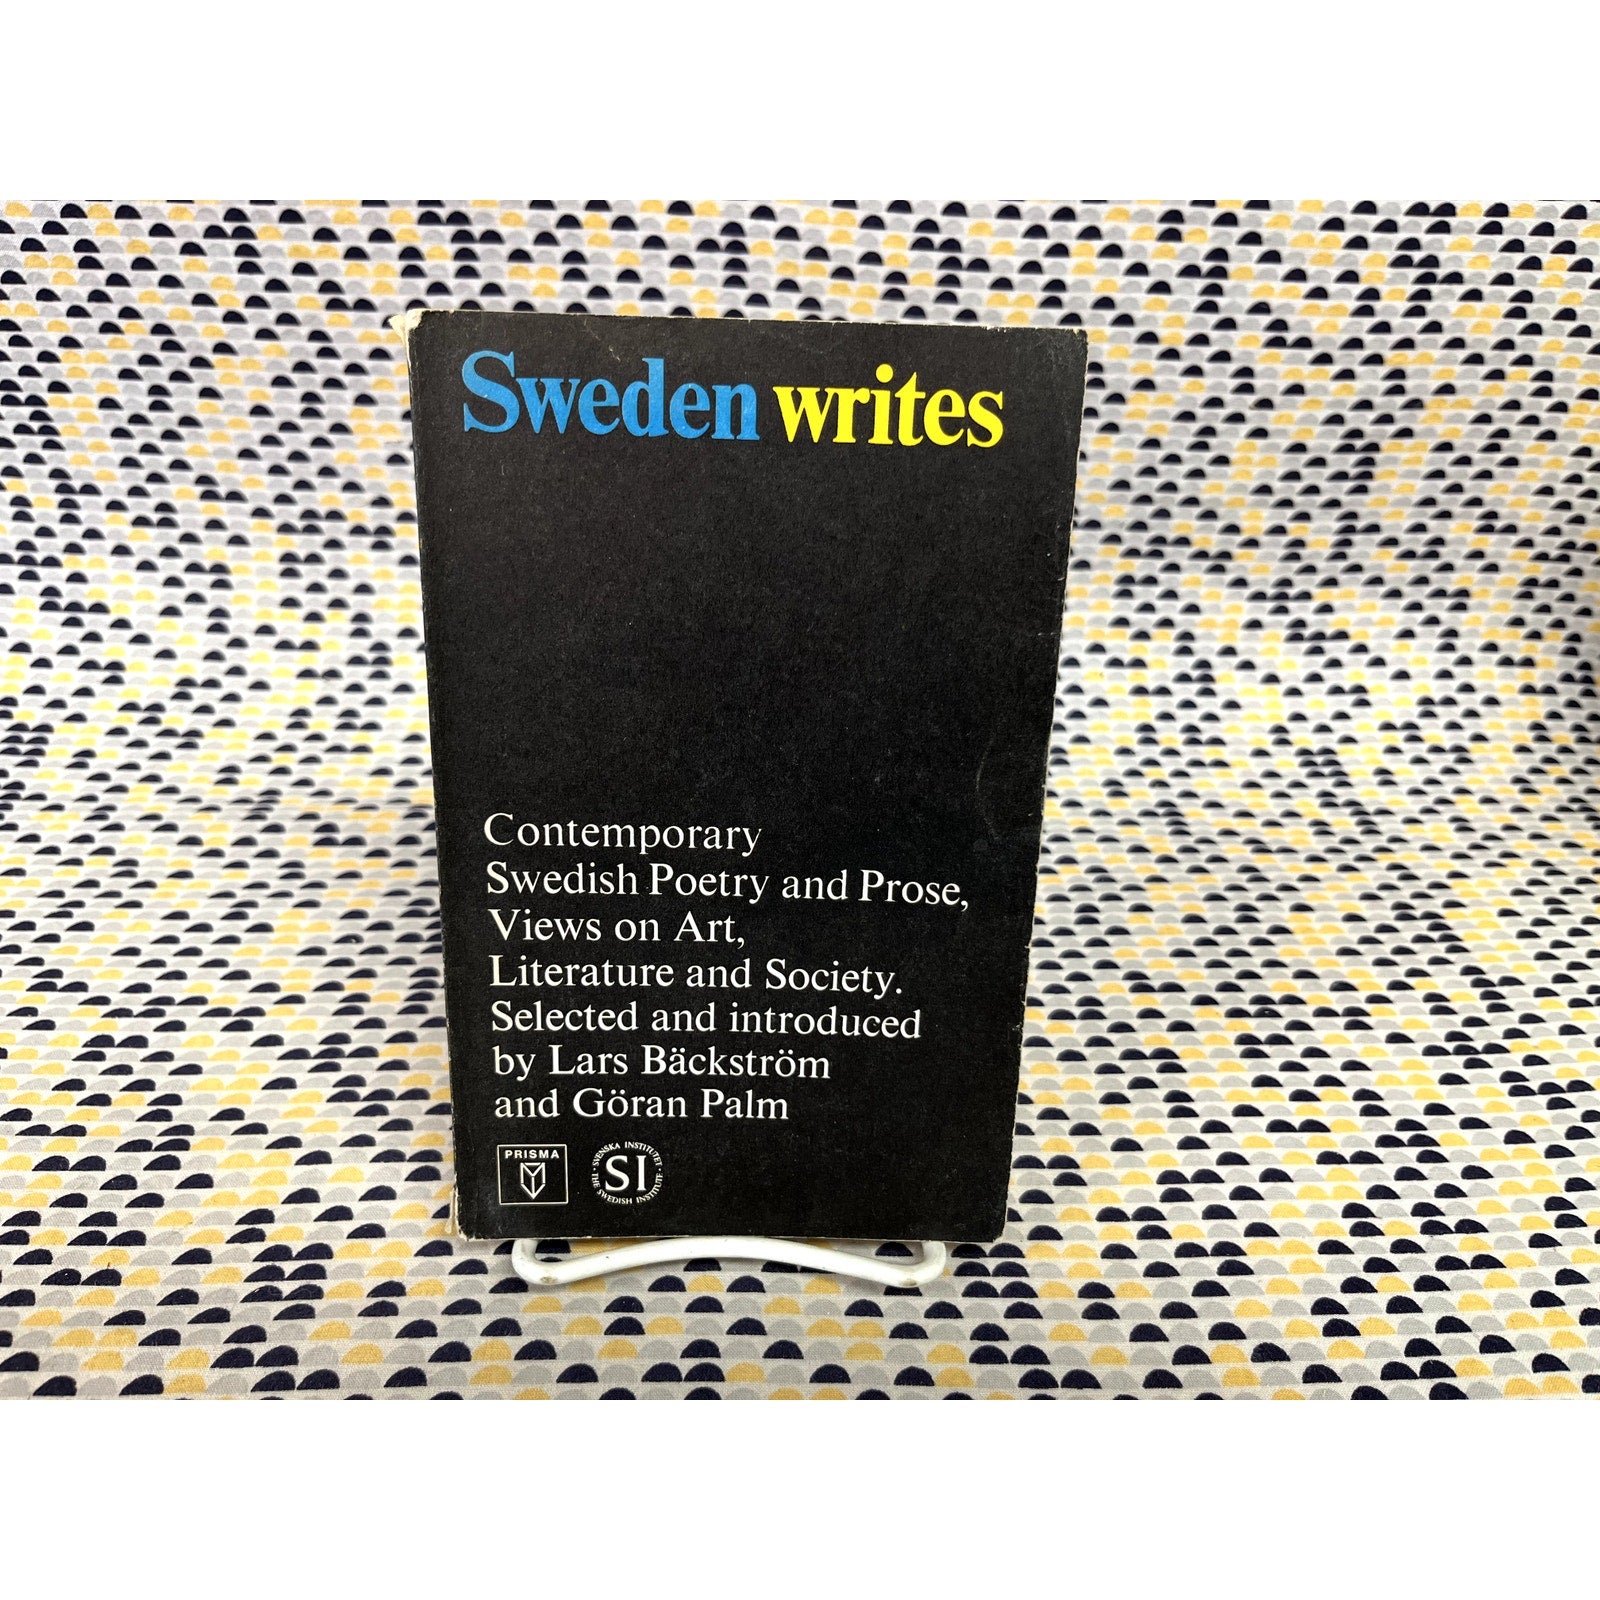 Sweden writes
Contemporary
Swedish Poetry and Prose,
Views on Art,
Literature and Society.
Selected and introduced
by Lars Bäckström
and Göran Palm
PRISMA
SVENSKA INSTITUTET · THE SWEDISH INSTITUTE ·
SI